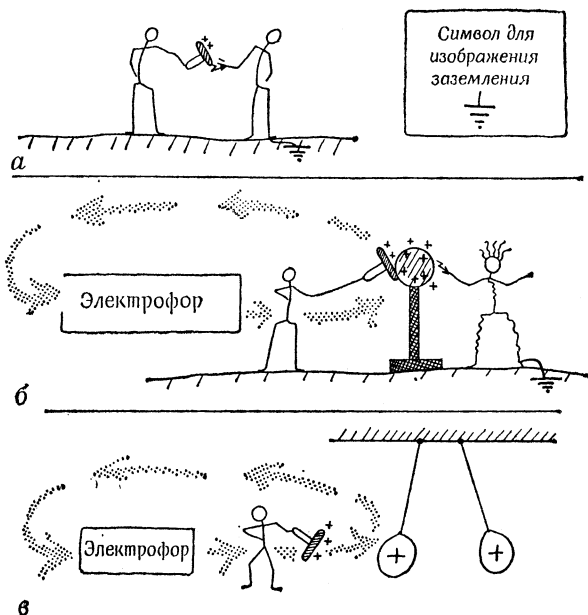 Символ для
изображения
заземления
а
Электрофор
б
Электрофор
в